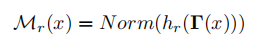 ℳ_r(x) = Norm(h_r(𝚪(x)))